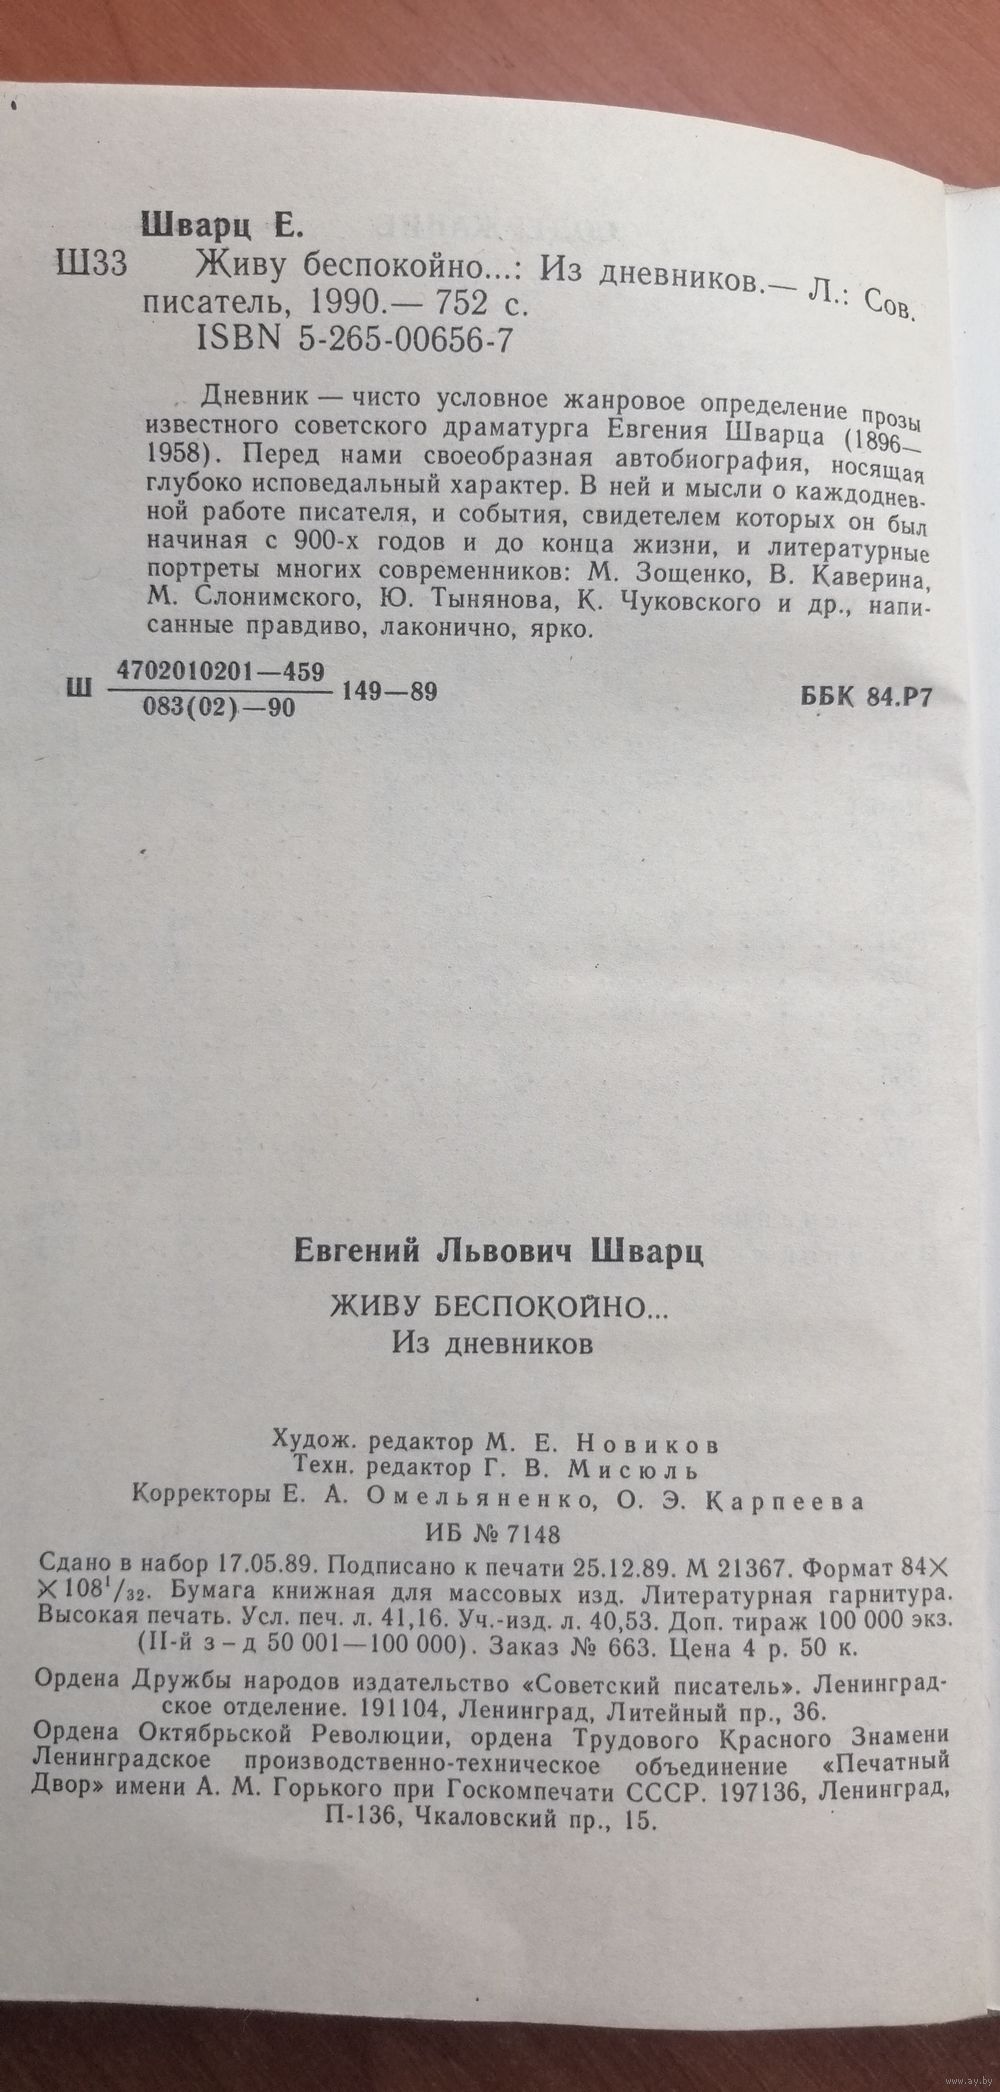 Шварц Е.
Ш33 Живу беспокойно...: Из дневников.— Л.: Сов.
писатель, 1990.— 752 с.
ISBN 5-265-00656-7
Дневник — чисто условное жанровое определение прозы
известного советского драматурга Евгения Шварца (1896—
1958). Перед нами своеобразная автобиография, носящая
глубоко исповедальный характер. В ней и мысли о каждоднев-
ной работе писателя, и события, свидетелем которых он был
начиная с 900-х годов и до конца жизни, и литературные
портреты многих современников: М. Зощенко, В. Каверина,
М. Слонимского, Ю. Тынянова, К. Чуковского и др., напи-
санные правдиво, лаконично, ярко.
Ш 4702010201—459 / 083(02)—90 149—89 ББК 84.Р7
Евгений Львович Шварц
ЖИВУ БЕСПОКОЙНО...
Из дневников
Худож. редактор М. Е. Новиков
Техн. редактор Г. В. Мисюль
Корректоры Е. А. Омельяненко, О. Э. Карпеева
ИБ № 7148
Сдано в набор 17.05.89. Подписано к печати 25.12.89. М 21367. Формат 84×
×108¹/₃₂. Бумага книжная для массовых изд. Литературная гарнитура.
Высокая печать. Усл. печ. л. 41,16. Уч.-изд. л. 40,53. Доп. тираж 100 000 экз.
(II-й з-д 50 001—100 000). Заказ № 663. Цена 4 р. 50 к.
Ордена Дружбы народов издательство «Советский писатель». Ленинград-
ское отделение. 191104, Ленинград, Литейный пр., 36.
Ордена Октябрьской Революции, ордена Трудового Красного Знамени
Ленинградское производственно-техническое объединение «Печатный
Двор» имени А. М. Горького при Госкомпечати СССР. 197136, Ленинград,
П-136, Чкаловский пр., 15.
www.ay.by